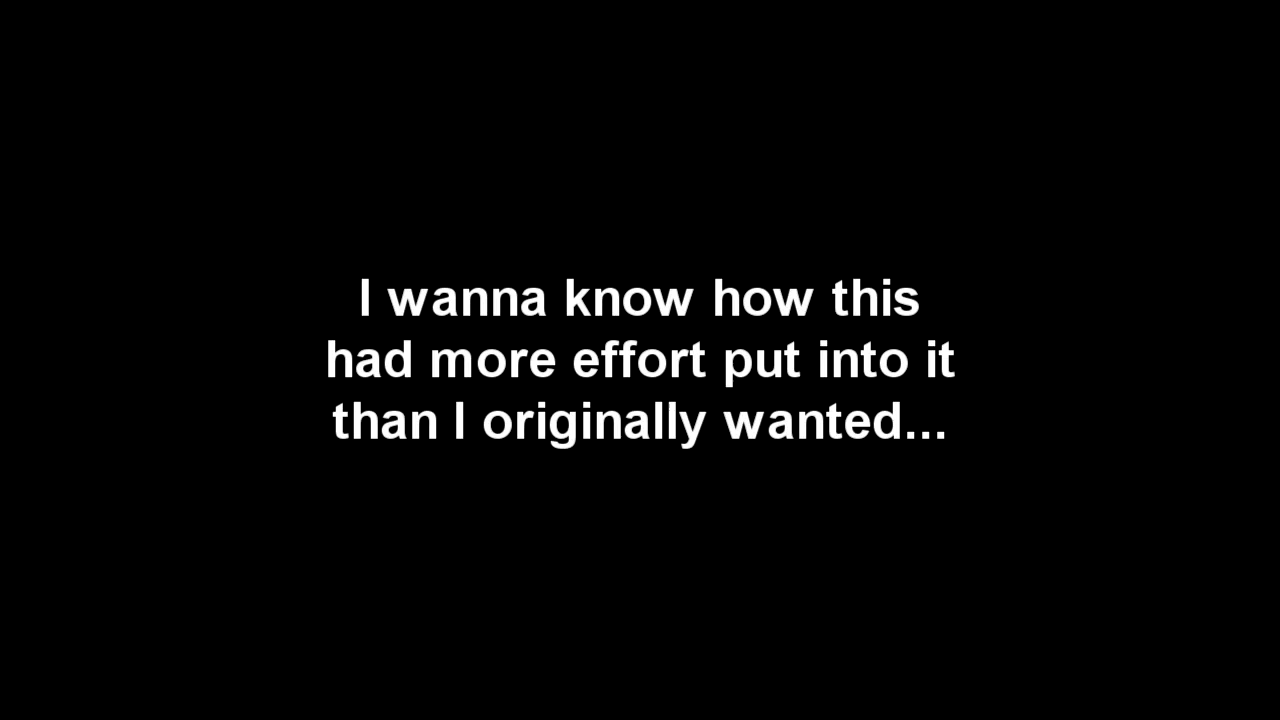 I wanna know how this
had more effort put into it
than I originally wanted...